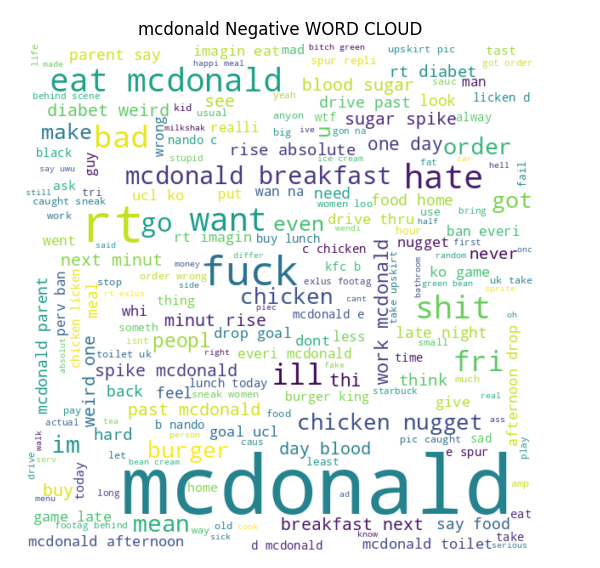 mcdonald Negative WORD CLOUD
life
made
parent say
happi meal
imagin eat
mad
bitch green
spur repli
upskirt pic
got order
tast
eat mcdonald
behind scene
yeah
blood sugar
rt diabet
sauc
man
licken d
diabet weird
kid
usual
see
drive past
look
anyon
wtf
sugar spike
alway
make
bad
wrong
milkshak
realli
nando c
big
ive
u
gon na
one day
order
black
guy
stupid
rise absolute
ice cream
fat
car
hell
fail
say uwu
mcdonald breakfast
hate
still
ask
tri
ucl ko
put
wan na
need
women loo
food home
got
caught sneak
work
rt
go want
even
drive thru
use
half
bring
hour
ban everi
went
said
rt imagin
buy lunch
wendi
nugget
first
next minut
differ
c chicken
never
onc
order wrong
money
fuck
kfc b
ko game
random
uk take
mcdonald parent
perv ban
rt exlus
stop
side
exlus footag
work mcdonald
take upskirt
bathroom
green bean
sprite
chicken licken
meal
thing
chicken
cant
piec
mcdonald e
shit
whi
minut rise
someth
drop goal
dont
less
late night
oh
absolut
weird one
isnt
peopl
right
everi mcdonald
small
time
fri
afternoon drop
toilet uk
spike mcdonald
fake
ill
thi
think
much
real
back
feel
lunch today
sneak women
burger king
starbuck
give
pay
past mcdonald
food
chicken nugget
ass
actual
tea
b nando
goal ucl
pic caught
sad
play
walk
im
hard
person
burger
caus
day blood
e spur
let
bean cream
least
drive
serv
today
mcdonald
home
ad
amp
menu
buy
long
eat
game late
old
cook
footag behind
mean
way
breakfast next
say food
sick
know
take
mcdonald afternoon
d mcdonald
mcdonald toilet
serious